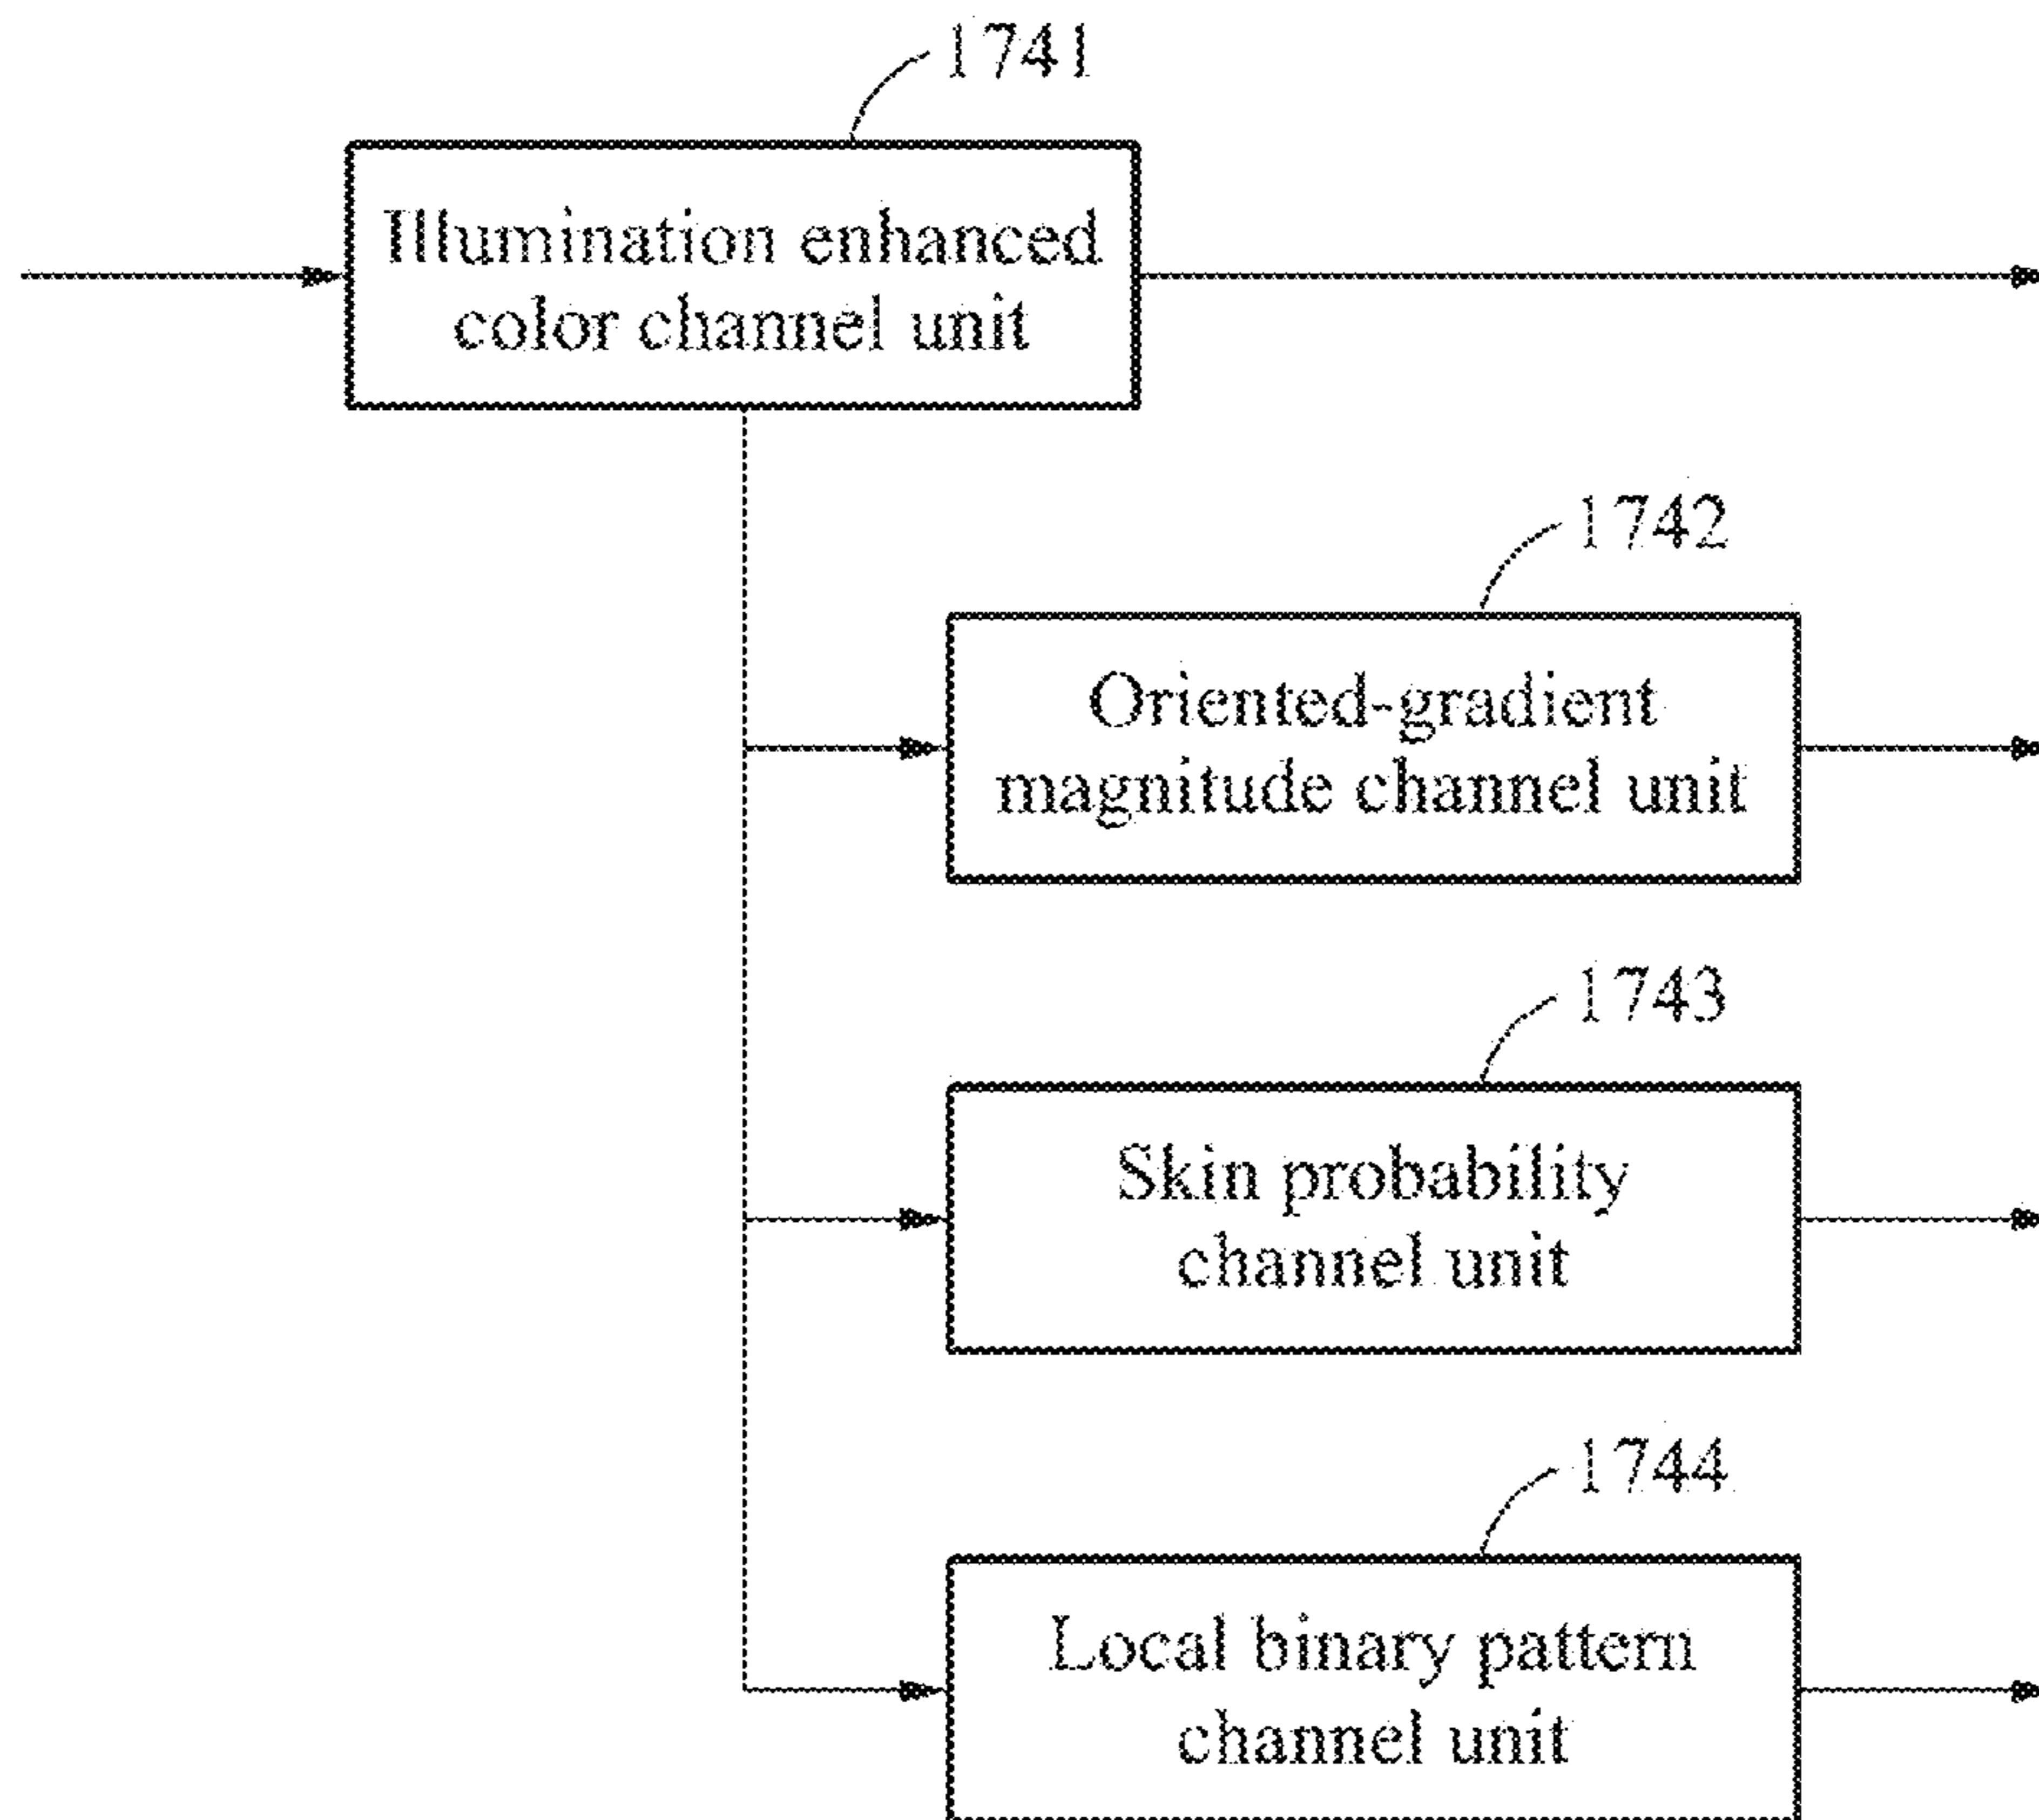 1741
Illumination enhanced
color channel unit
1742
Oriented-gradient
magnitude channel unit
1743
Skin probability
channel unit
1744
Local binary pattern
channel unit